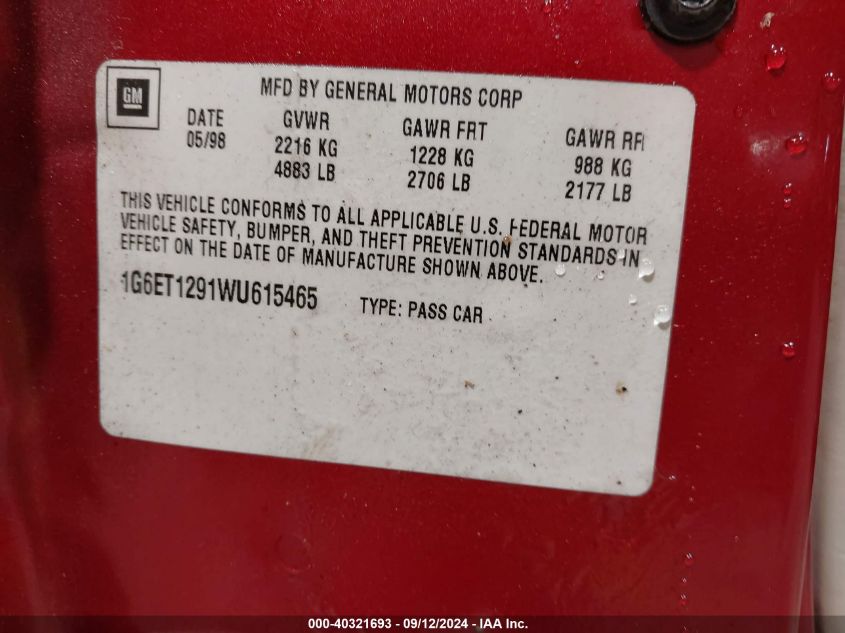 GM
MFD BY GENERAL MOTORS CORP
DATE GVWR GAWR FRT GAWR RR
05/98 2216 KG 1228 KG 988 KG
4883 LB 2706 LB 2177 LB
THIS VEHICLE CONFORMS TO ALL APPLICABLE U.S. FEDERAL MOTOR
VEHICLE SAFETY, BUMPER, AND THEFT PREVENTION STANDARDS IN
EFFECT ON THE DATE OF MANUFACTURE SHOWN ABOVE.
1G6ET1291WU615465 TYPE: PASS CAR
000-40321693 - 09/12/2024 - IAA Inc.